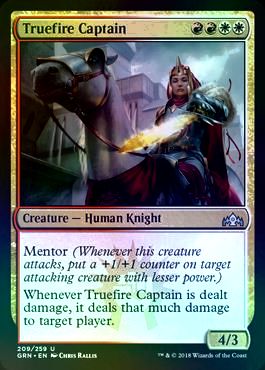 Truefire Captain
Creature — Human Knight
Mentor (Whenever this creature
attacks, put a +1/+1 counter on target
attacking creature with lesser power.)
Whenever Truefire Captain is dealt
damage, it deals that much damage
to target player.
4/3
209/259 U
GRN • EN Chris Rallis
™ & © 2018 Wizards of the Coast